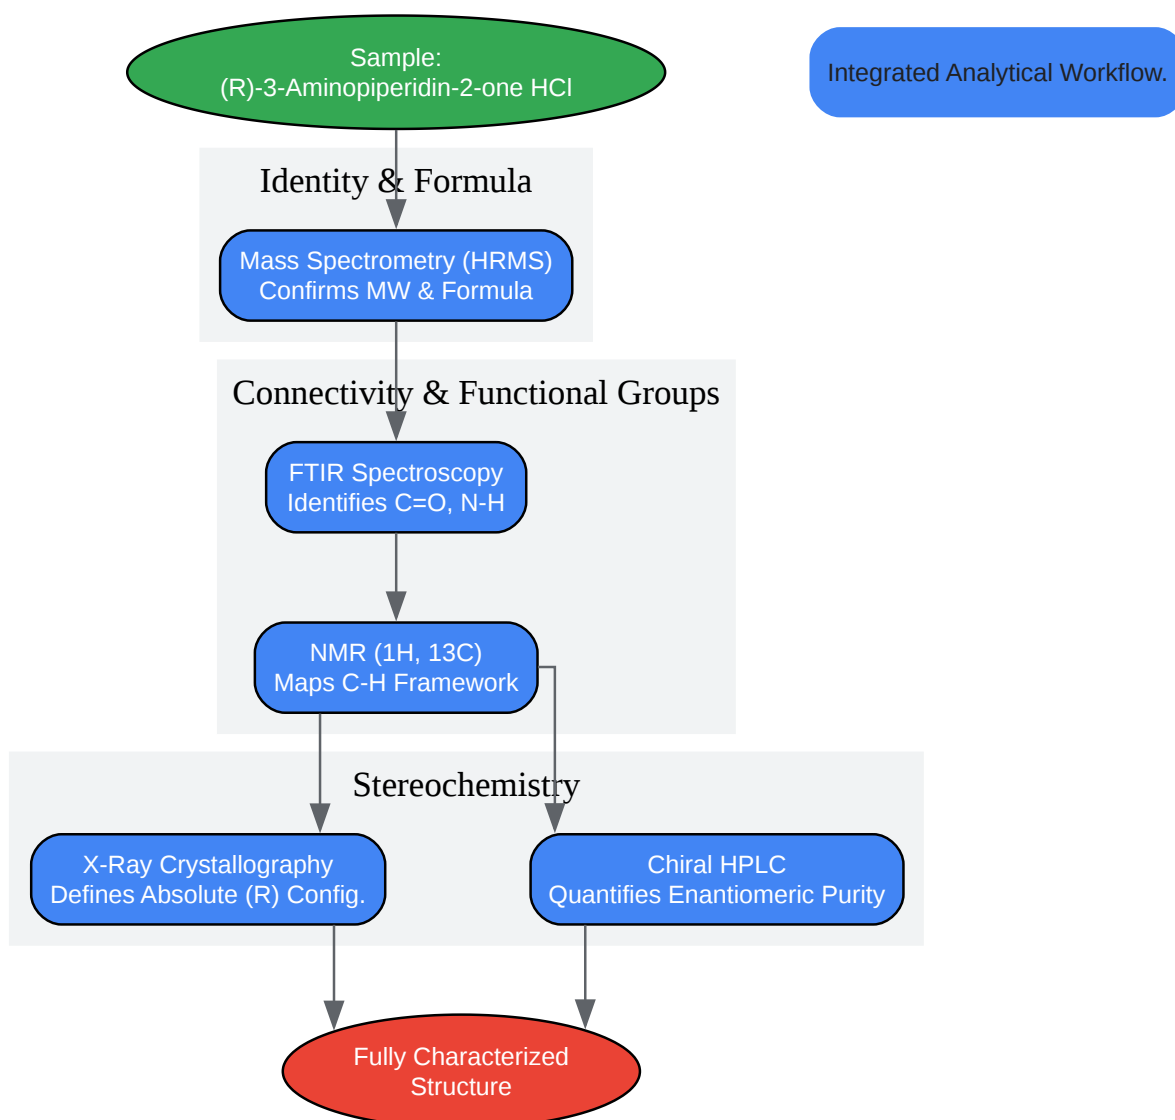 Sample:
(R)-3-Aminopiperidin-2-one HCl
Integrated Analytical Workflow.
Identity & Formula
Mass Spectrometry (HRMS)
Confirms MW & Formula
Connectivity & Functional Groups
FTIR Spectroscopy
Identifies C=O, N-H
NMR (1H, 13C)
Maps C-H Framework
Stereochemistry
X-Ray Crystallography
Defines Absolute (R) Config.
Chiral HPLC
Quantifies Enantiomeric Purity
Fully Characterized
Structure